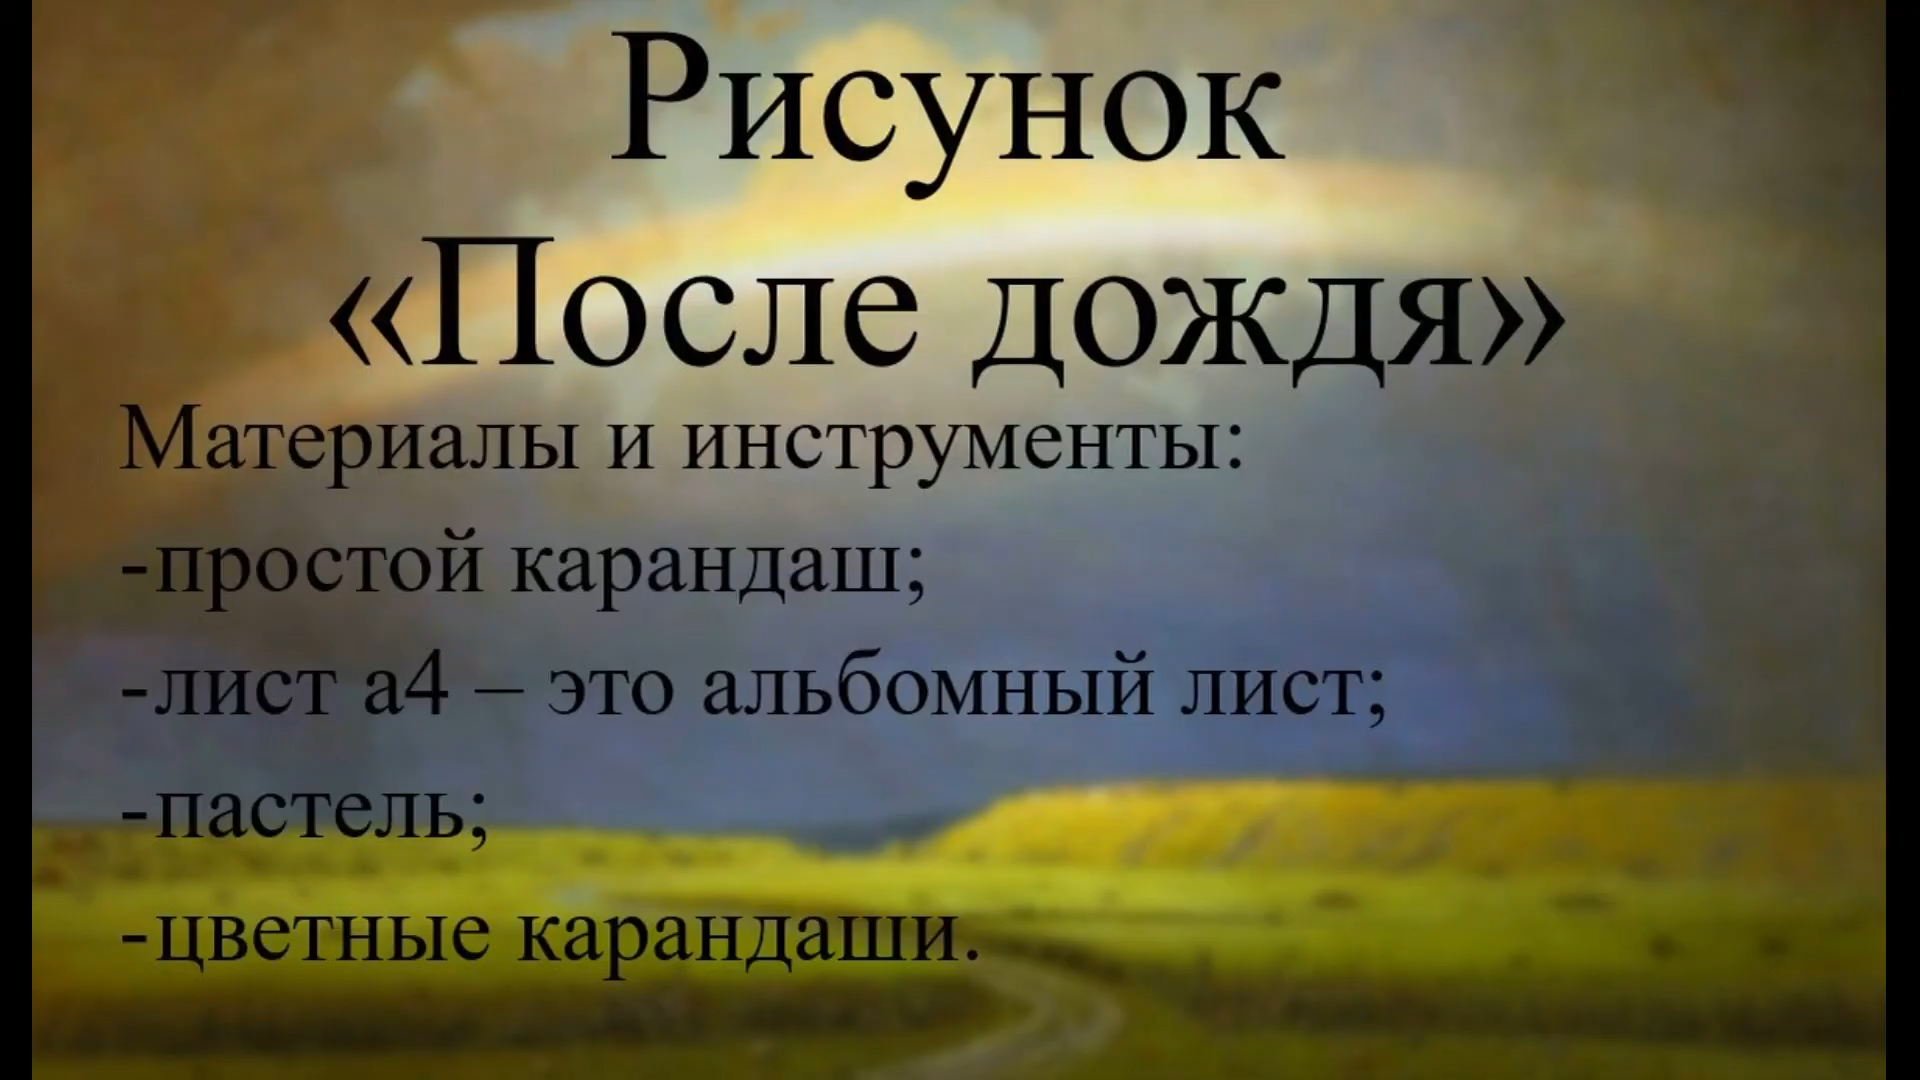 Рисунок
«После дождя»
Материалы и инструменты:
-простой карандаш;
-лист а4 – это альбомный лист;
-пастель;
-цветные карандаши.